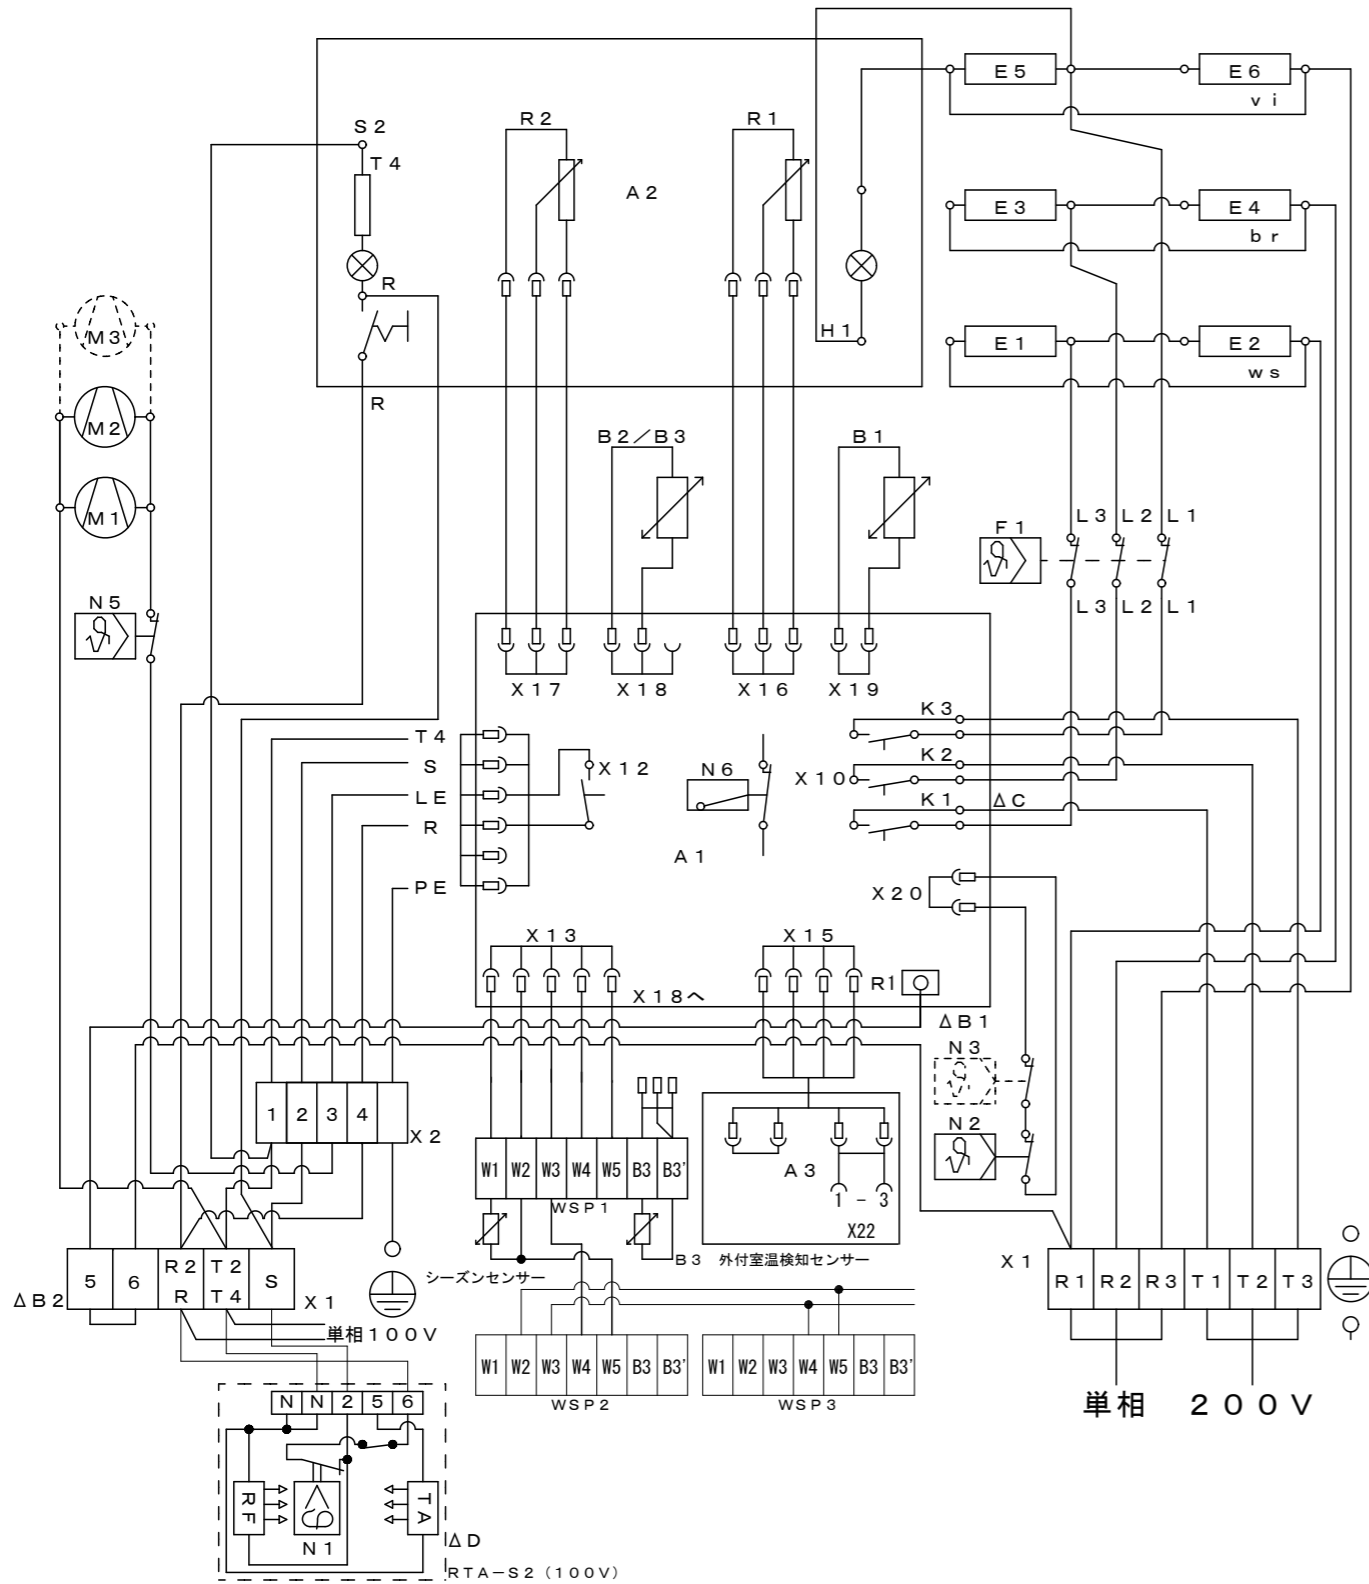 E5
E6
vi
S2
T4
R2
R1
A2
E3
E4
br
R
H1
E1
E2
ws
M3
M2
M1
R
B2／B3
B1
L3 L2 L1
F1
N5
L3 L2 L1
X17
X18
X16
X19
T4
S
LE
R
PE
X12
N6
K3
K2
X10
K1
ΔC
A1
X20
X13
X15
R1
X18へ
ΔB1
N3
N2
1 2 3 4
X2
W1 W2 W3 W4 W5 B3 B3'
WSP1
A3
1－3
X22
シーズンセンサー
B3
外付室温検知センサー
5 6 R2 T2 S
R T4
ΔB2
X1
単相100V
X1
R1 R2 R3 T1 T2 T3
W1 W2 W3 W4 W5 B3 B3'
WSP2
W1 W2 W3 W4 W5 B3 B3'
WSP3
単相 200V
N N 2 5 6
RF
N1
TA
ΔD
RTA－S2（100V）